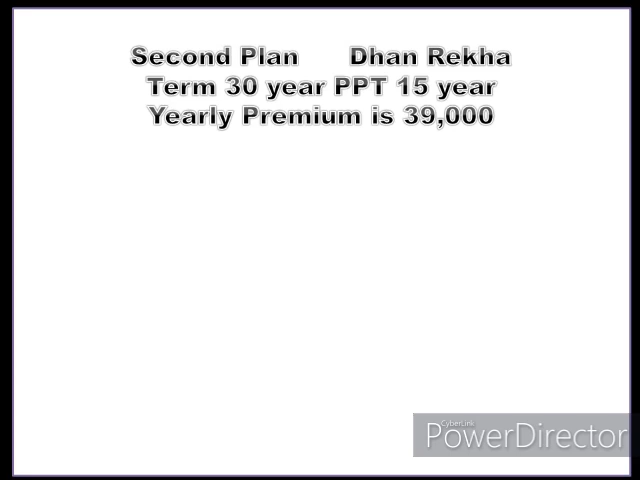 Second Plan Dhan Rekha
Term 30 year PPT 15 year
Yearly Premium is 39,000
CyberLink
PowerDirector